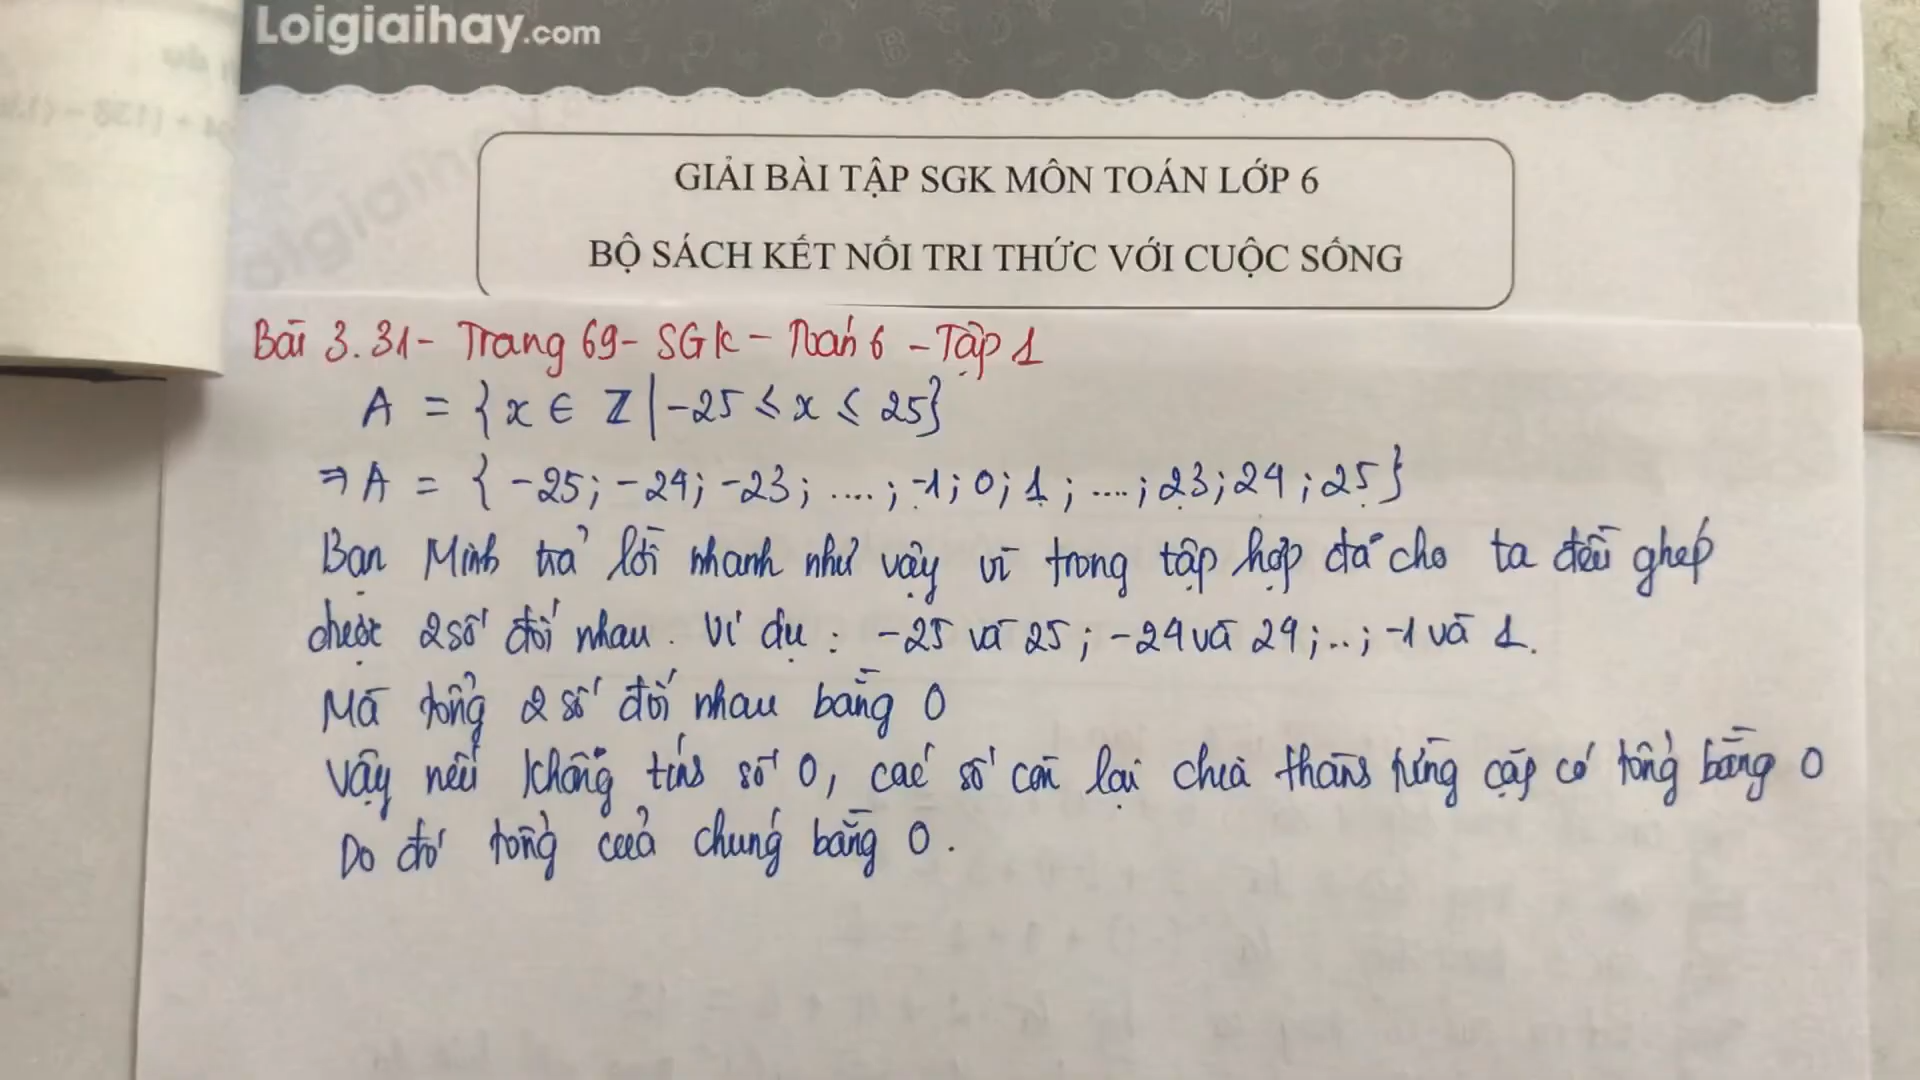 Loigiaihay.com
GIẢI BÀI TẬP SGK MÔN TOÁN LỚP 6
BỘ SÁCH KẾT NỐI TRI THỨC VỚI CUỘC SỐNG
Bài 3.31- Trang 69- SGK - Toán 6 - Tập 1
A = {x ∈ ℤ | -25 ≤ x ≤ 25}
⇒ A = { -25; -24; -23; ....; -1; 0; 1; ....; 23; 24; 25}
Bạn Minh trả lời nhanh như vậy vì trong tập hợp đã cho ta đều ghép
được 2 số đối nhau. Ví dụ: -25 và 25; -24 và 24; ..; -1 và 1.
Mà tổng 2 số đối nhau bằng 0
Vậy nếu không tính số 0, các số còn lại chia thành từng cặp có tổng bằng 0
Do đó tổng của chúng bằng 0.